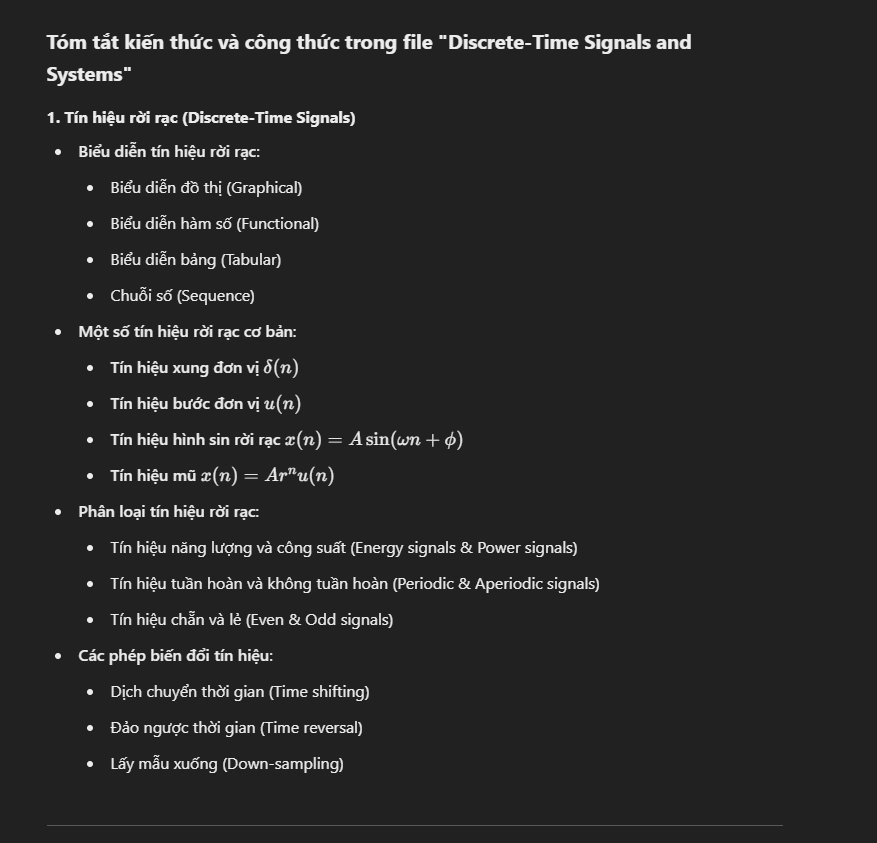 Tóm tắt kiến thức và công thức trong file "Discrete-Time Signals and
Systems"
1. Tín hiệu rời rạc (Discrete-Time Signals)
• Biểu diễn tín hiệu rời rạc:
• Biểu diễn đồ thị (Graphical)
• Biểu diễn hàm số (Functional)
• Biểu diễn bảng (Tabular)
• Chuỗi số (Sequence)
• Một số tín hiệu rời rạc cơ bản:
• Tín hiệu xung đơn vị δ(n)
• Tín hiệu bước đơn vị u(n)
• Tín hiệu hình sin rời rạc x(n) = A sin(ωn + ϕ)
• Tín hiệu mũ x(n) = Arⁿu(n)
• Phân loại tín hiệu rời rạc:
• Tín hiệu năng lượng và công suất (Energy signals & Power signals)
• Tín hiệu tuần hoàn và không tuần hoàn (Periodic & Aperiodic signals)
• Tín hiệu chẵn và lẻ (Even & Odd signals)
• Các phép biến đổi tín hiệu:
• Dịch chuyển thời gian (Time shifting)
• Đảo ngược thời gian (Time reversal)
• Lấy mẫu xuống (Down-sampling)